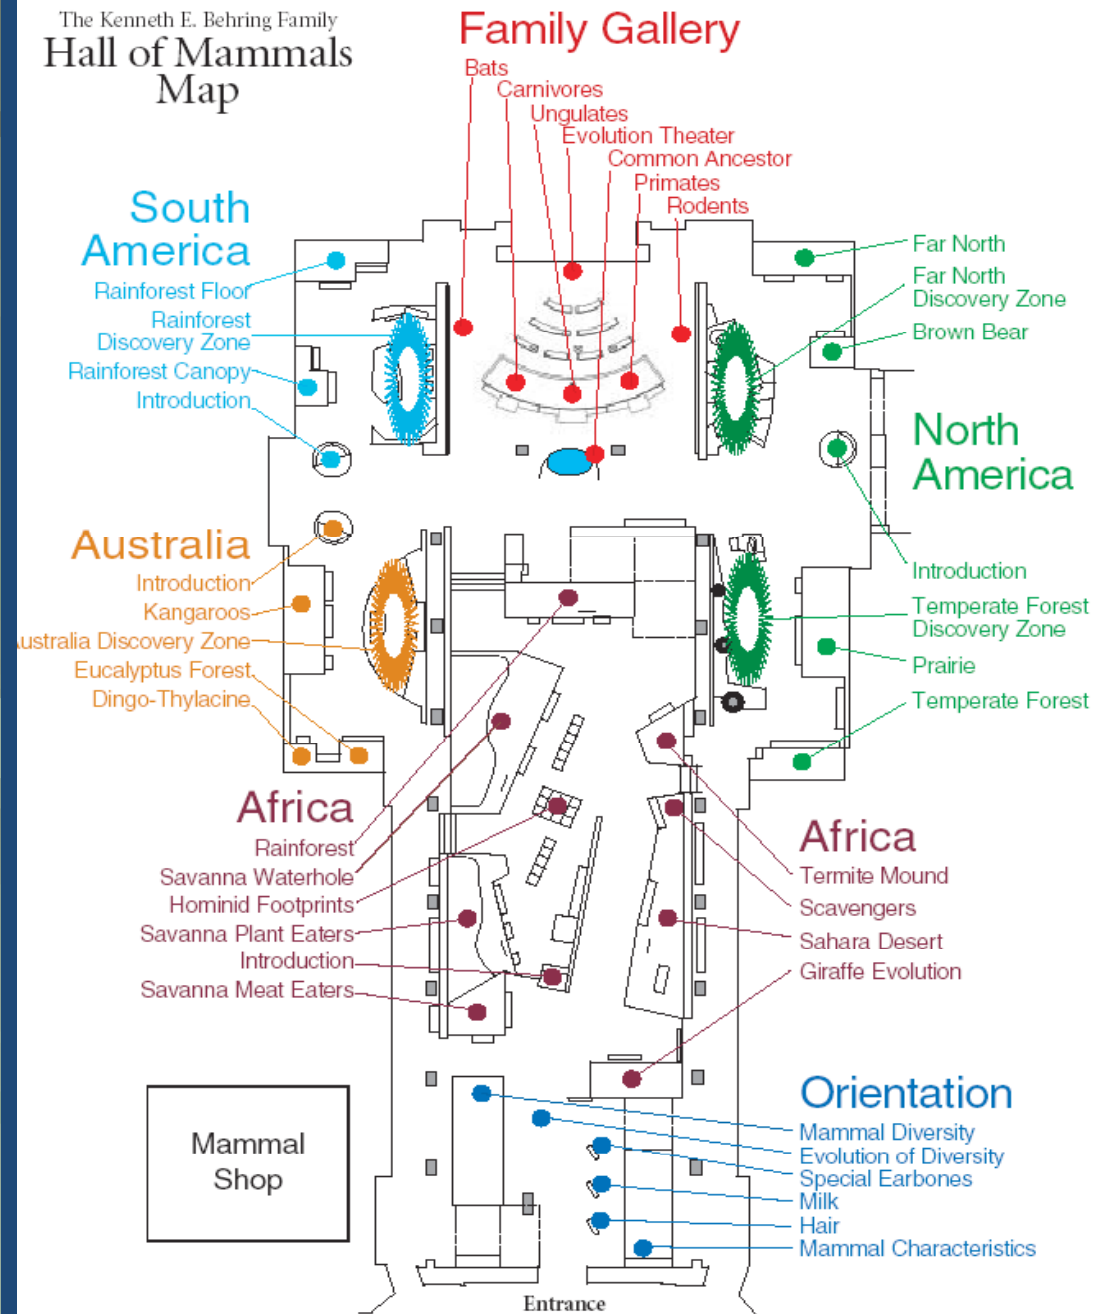 The Kenneth E. Behring Family
Hall of Mammals
Map
Family Gallery
Bats
Carnivores
Ungulates
Evolution Theater
Common Ancestor
Primates
Rodents
South
America
Rainforest Floor
Rainforest
Discovery Zone
Rainforest Canopy
Introduction
Far North
Far North
Discovery Zone
Brown Bear
North
America
Introduction
Temperate Forest
Discovery Zone
Prairie
Temperate Forest
Australia
Introduction
Kangaroos
ustralia Discovery Zone
Eucalyptus Forest
Dingo-Thylacine
Africa
Rainforest
Savanna Waterhole
Hominid Footprints
Savanna Plant Eaters
Introduction
Savanna Meat Eaters
Africa
Termite Mound
Scavengers
Sahara Desert
Giraffe Evolution
Mammal
Shop
Orientation
Mammal Diversity
Evolution of Diversity
Special Earbones
Milk
Hair
Mammal Characteristics
Entrance